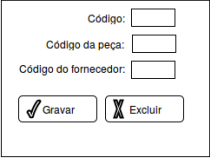 Código:
Código da peça:
Código do fornecedor:
Gravar Excluir